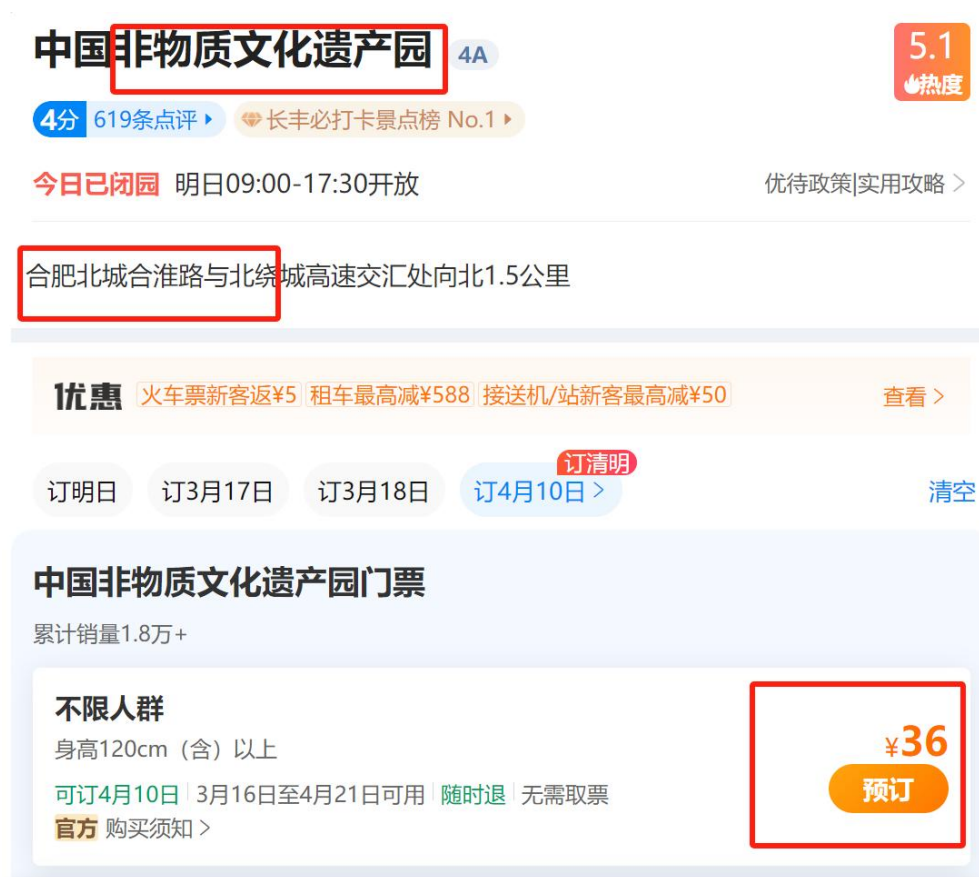 中国非物质文化遗产园 4A
5.1
热度
4分 619条点评 长丰必打卡景点榜 No.1
今日已闭园 明日09:00-17:30开放 优待政策|实用攻略
合肥北城合淮路与北绕城高速交汇处向北1.5公里
优惠 火车票新客返¥5 租车最高减¥588 接送机/站新客最高减¥50 查看
订清明
订明日 订3月17日 订3月18日 订4月10日 清空
中国非物质文化遗产园门票
累计销量1.8万+
不限人群
身高120cm（含）以上
¥36
可订4月10日 3月16日至4月21日可用 随时退 无需取票
预订
官方 购买须知